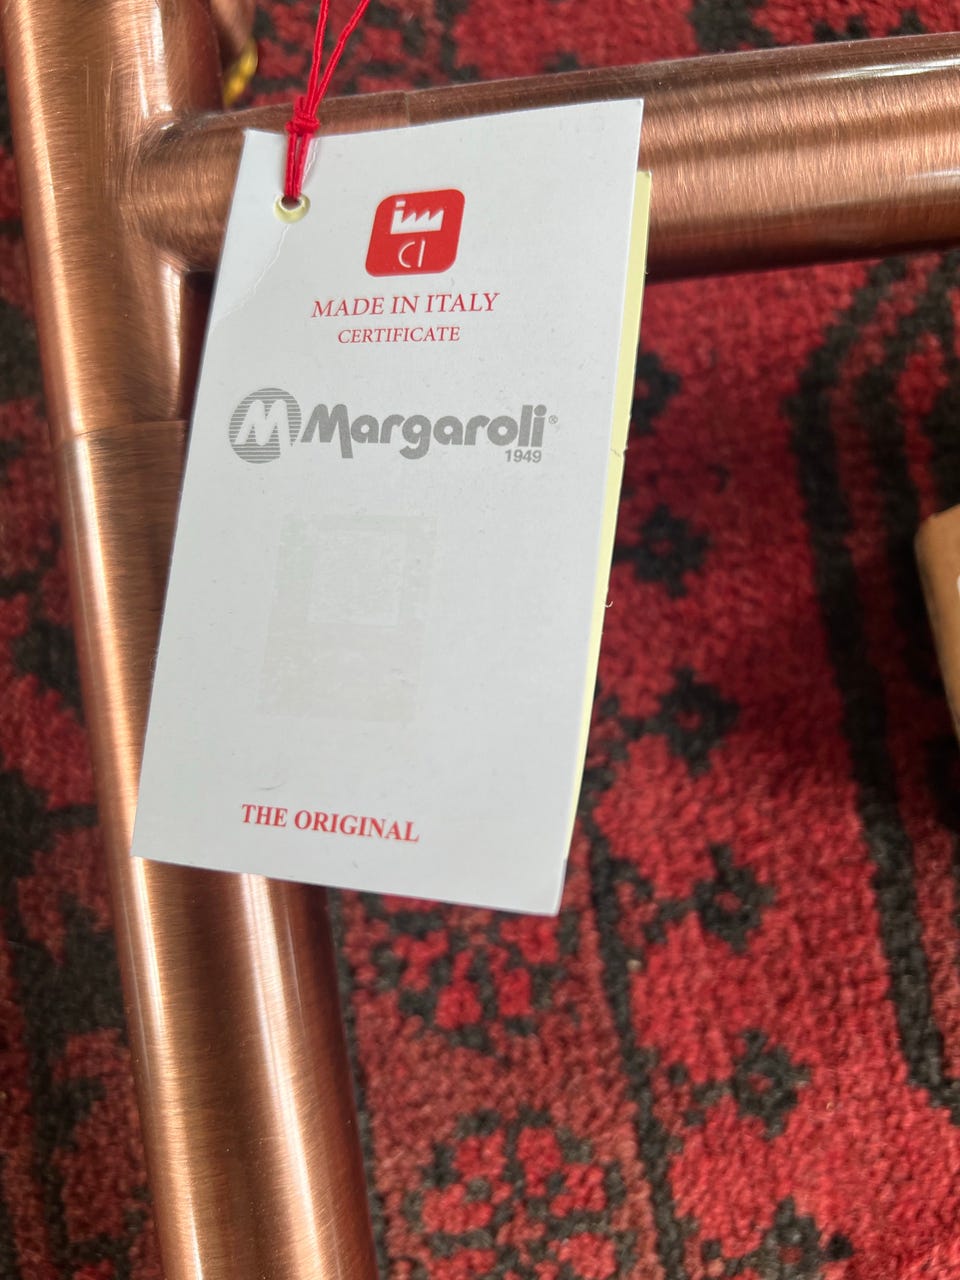 CI
MADE IN ITALY
CERTIFICATE
M Margaroli®
1949
THE ORIGINAL